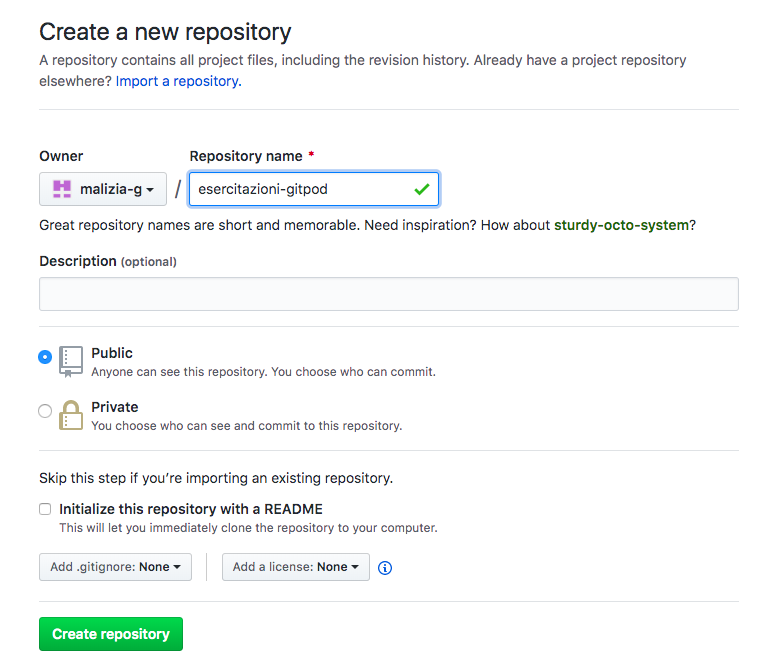 Create a new repository
A repository contains all project files, including the revision history. Already have a project repository
elsewhere? Import a repository.
Owner
Repository name *
malizia-g / esercitazioni-gitpod
Great repository names are short and memorable. Need inspiration? How about sturdy-octo-system?
Description (optional)
Public
Anyone can see this repository. You choose who can commit.
Private
You choose who can see and commit to this repository.
Skip this step if you’re importing an existing repository.
Initialize this repository with a README
This will let you immediately clone the repository to your computer.
Add .gitignore: None
Add a license: None
Create repository